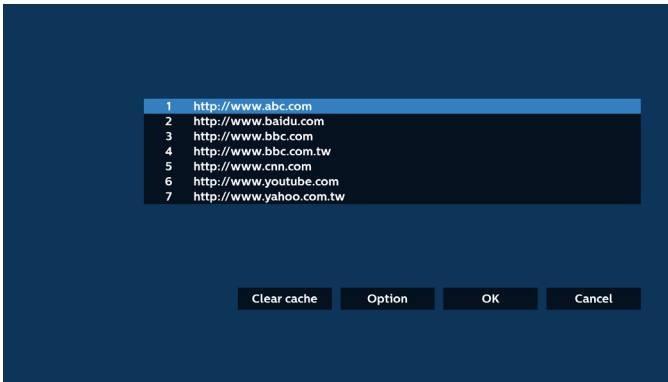 1 http://www.abc.com
2 http://www.baidu.com
3 http://www.bbc.com
4 http://www.bbc.com.tw
5 http://www.cnn.com
6 http://www.youtube.com
7 http://www.yahoo.com.tw
Clear cache Option OK Cancel